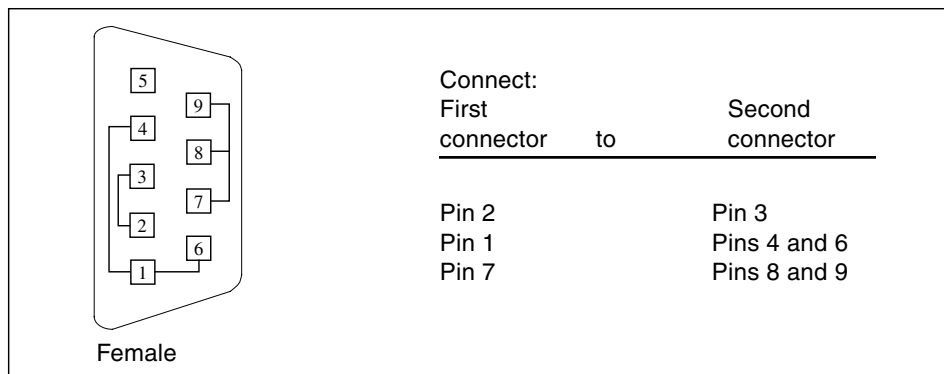 5
9
4
8
3
7
2
6
1
Female
Connect:
First Second
connector to connector
Pin 2 Pin 3
Pin 1 Pins 4 and 6
Pin 7 Pins 8 and 9